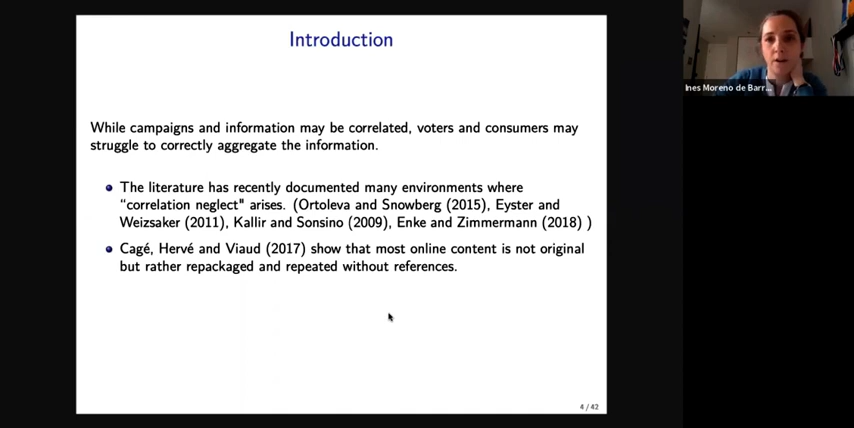 Introduction
While campaigns and information may be correlated, voters and consumers may
struggle to correctly aggregate the information.
The literature has recently documented many environments where
"correlation neglect" arises. (Ortoleva and Snowberg (2015), Eyster and
Weizsaker (2011), Kallir and Sonsino (2009), Enke and Zimmermann (2018) )
Cagé, Hervé and Viaud (2017) show that most online content is not original
but rather repackaged and repeated without references.
4 / 42
Ines Moreno de Barr...